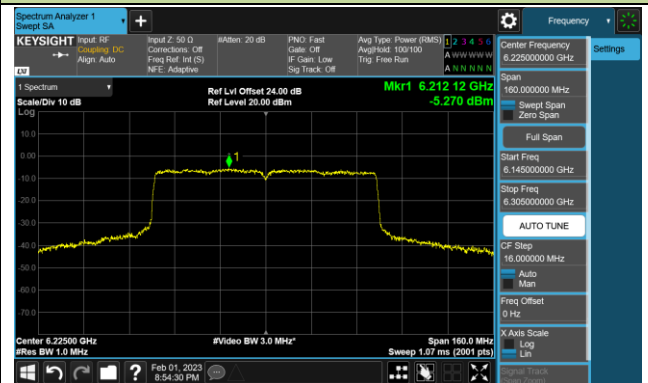 Spectrum Analyzer 1
Swept SA
Frequency
KEYSIGHT
Input: RF
Coupling: DC
Align: Auto
Input Z: 50 Ω
Corrections: Off
Freq Ref: Int (S)
NFE: Adaptive
#Atten: 20 dB
PNO: Fast
Gate: Off
IF Gain: Low
Sig Track: Off
Avg Type: Power (RMS)
Avg|Hold: 100/100
Trig: Free Run
1 2 3 4 5 6
A W W W W W
A N N N N N
LXI
1 Spectrum
Scale/Div 10 dB
Log
Ref Lvl Offset 24.00 dB
Ref Level 20.00 dBm
Mkr1 6.212 12 GHz
-5.270 dBm
10.0
0.00
-10.0
-20.0
-30.0
-40.0
-50.0
-60.0
-70.0
1
Center 6.22500 GHz
#Res BW 1.0 MHz
#Video BW 3.0 MHz*
Span 160.0 MHz
Sweep 1.07 ms (2001 pts)
Feb 01, 2023
8:54:30 PM
?
Center Frequency
6.225000000 GHz
Settings
Span
160.000000 MHz
Swept Span
Zero Span
Full Span
Start Freq
6.145000000 GHz
Stop Freq
6.305000000 GHz
AUTO TUNE
CF Step
16.000000 MHz
Auto
Man
Freq Offset
0 Hz
X Axis Scale
Log
Lin
Signal Track
(Span Zoom)